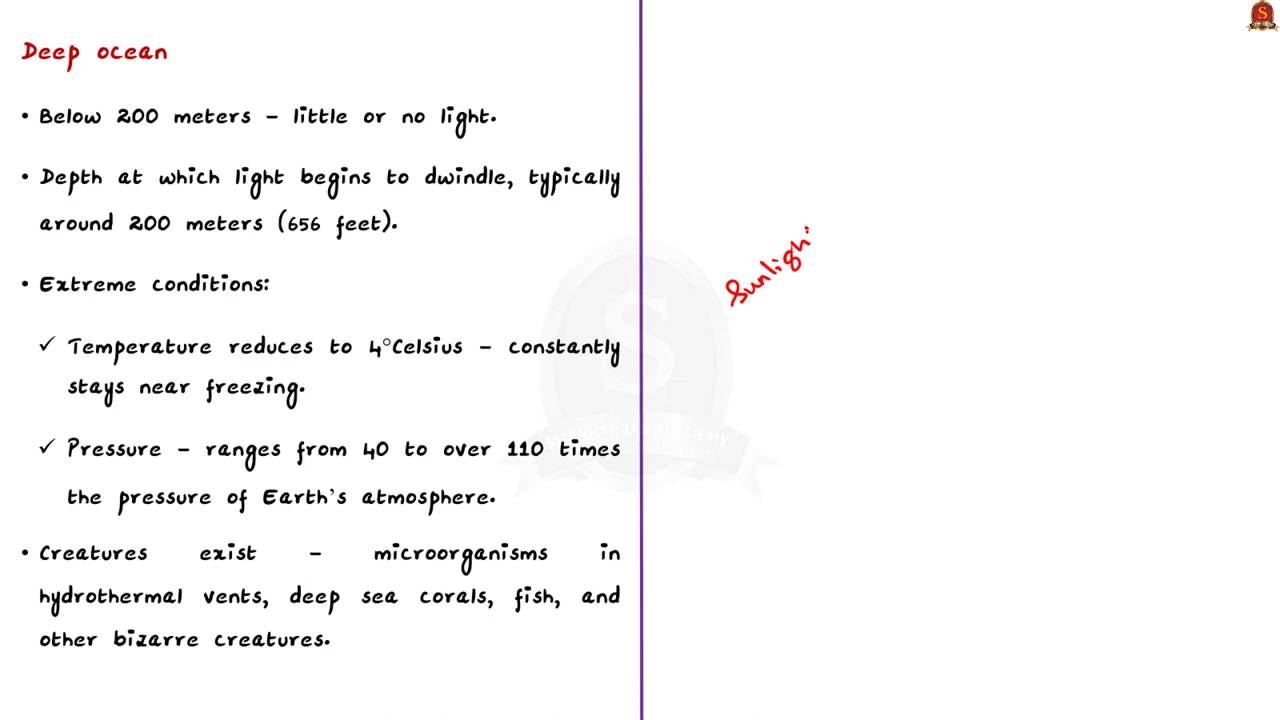 Deep ocean
• Below 200 meters – little or no light.
• Depth at which light begins to dwindle, typically
around 200 meters (656 feet).
• Extreme conditions:
✓ Temperature reduces to 4°Celsius – constantly
stays near freezing.
✓ Pressure – ranges from 40 to over 110 times
the pressure of Earth's atmosphere.
• Creatures exist – microorganisms in
hydrothermal vents, deep sea corals, fish, and
other bizarre creatures.
Sunligh
S